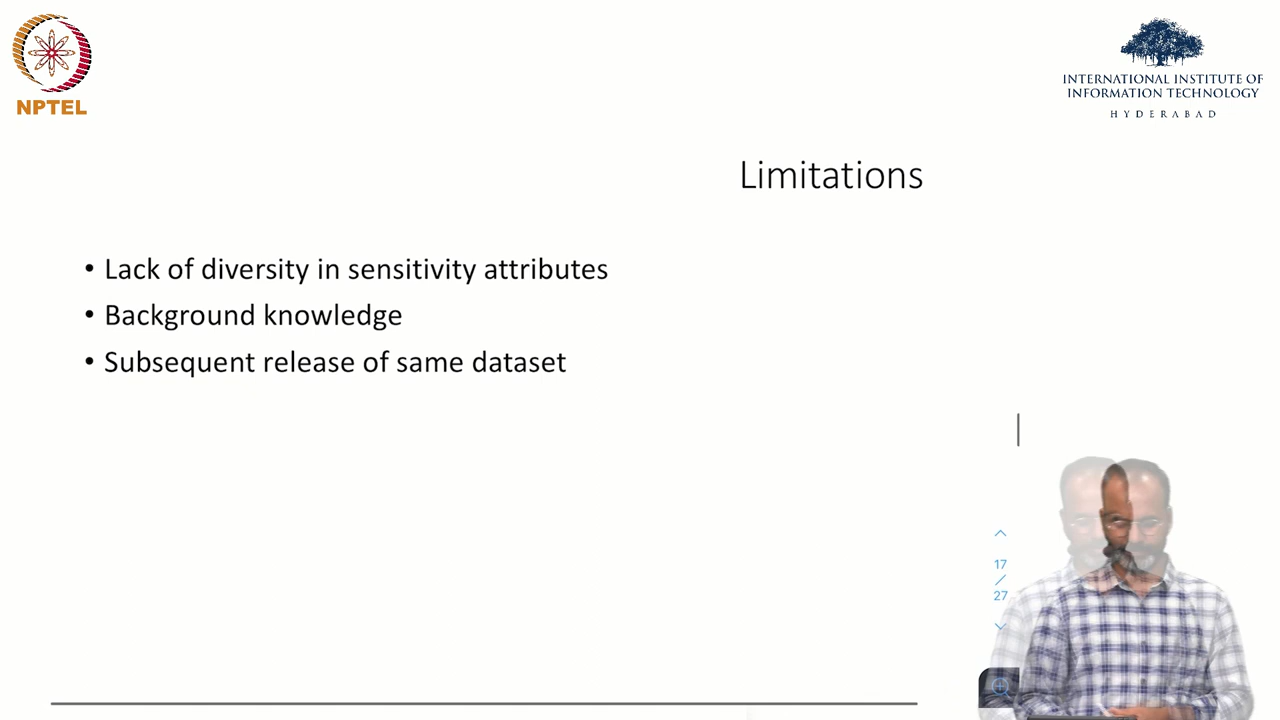 NPTEL
INTERNATIONAL INSTITUTE OF
INFORMATION TECHNOLOGY
HYDERABAD
Limitations
• Lack of diversity in sensitivity attributes
• Background knowledge
• Subsequent release of same dataset
17
/
27